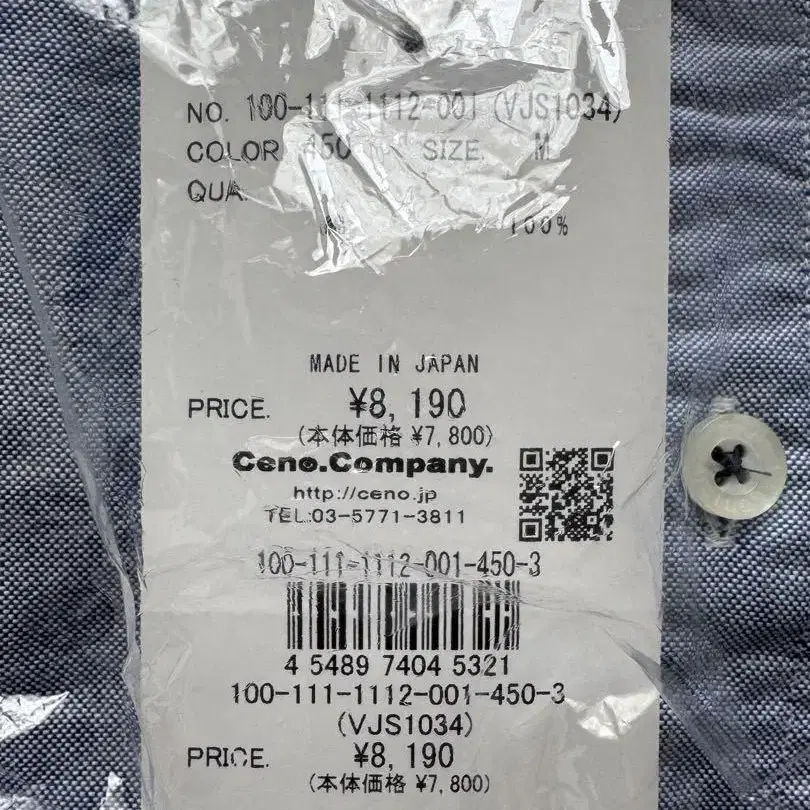 NO. 100-111-1112-001 (VJS1034)
COLOR 450 SIZE. M
QUA.
100%
MADE IN JAPAN
PRICE. ¥8,190
(本体価格 ¥7,800)
Ceno.Company.
http://ceno.jp
TEL:03-5771-3811
100-111-1112-001-450-3
4 5489 7404 5321
100-111-1112-001-450-3
(VJS1034)
PRICE. ¥8,190
(本体価格 ¥7,800)